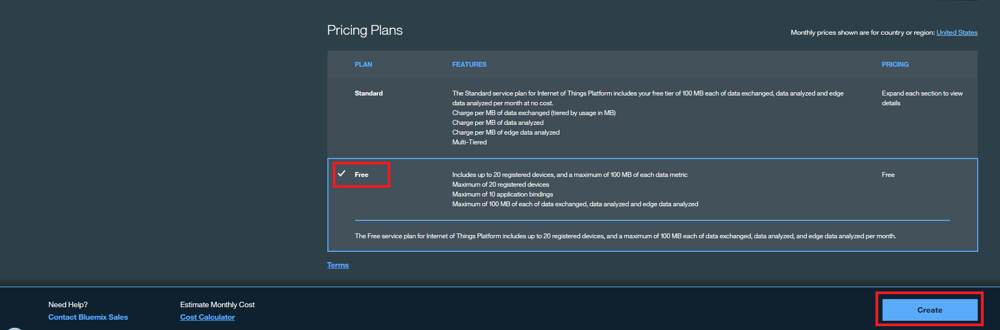 Pricing Plans
Monthly prices shown are for country or region: United States
PLAN FEATURES PRICING
Standard
The Standard service plan for Internet of Things Platform includes your free tier of 100 MB each of data exchanged, data analyzed and edge
data analyzed per month at no cost.
Charge per MB of data exchanged (tiered by usage in MB)
Charge per MB of data analyzed
Charge per MB of edge data analyzed
Multi-Tiered
Expand each section to view
details
Free
Includes up to 20 registered devices, and a maximum of 100 MB of each data metric
Maximum of 20 registered devices
Maximum of 10 application bindings
Maximum of 100 MB of each of data exchanged, data analyzed and edge data analyzed
Free
The Free service plan for Internet of Things Platform includes up to 20 registered devices, and a maximum of 100 MB each of data exchanged, data analyzed, and edge data analyzed per month.
Terms
Need Help?
Contact Bluemix Sales
Estimate Monthly Cost
Cost Calculator
Create